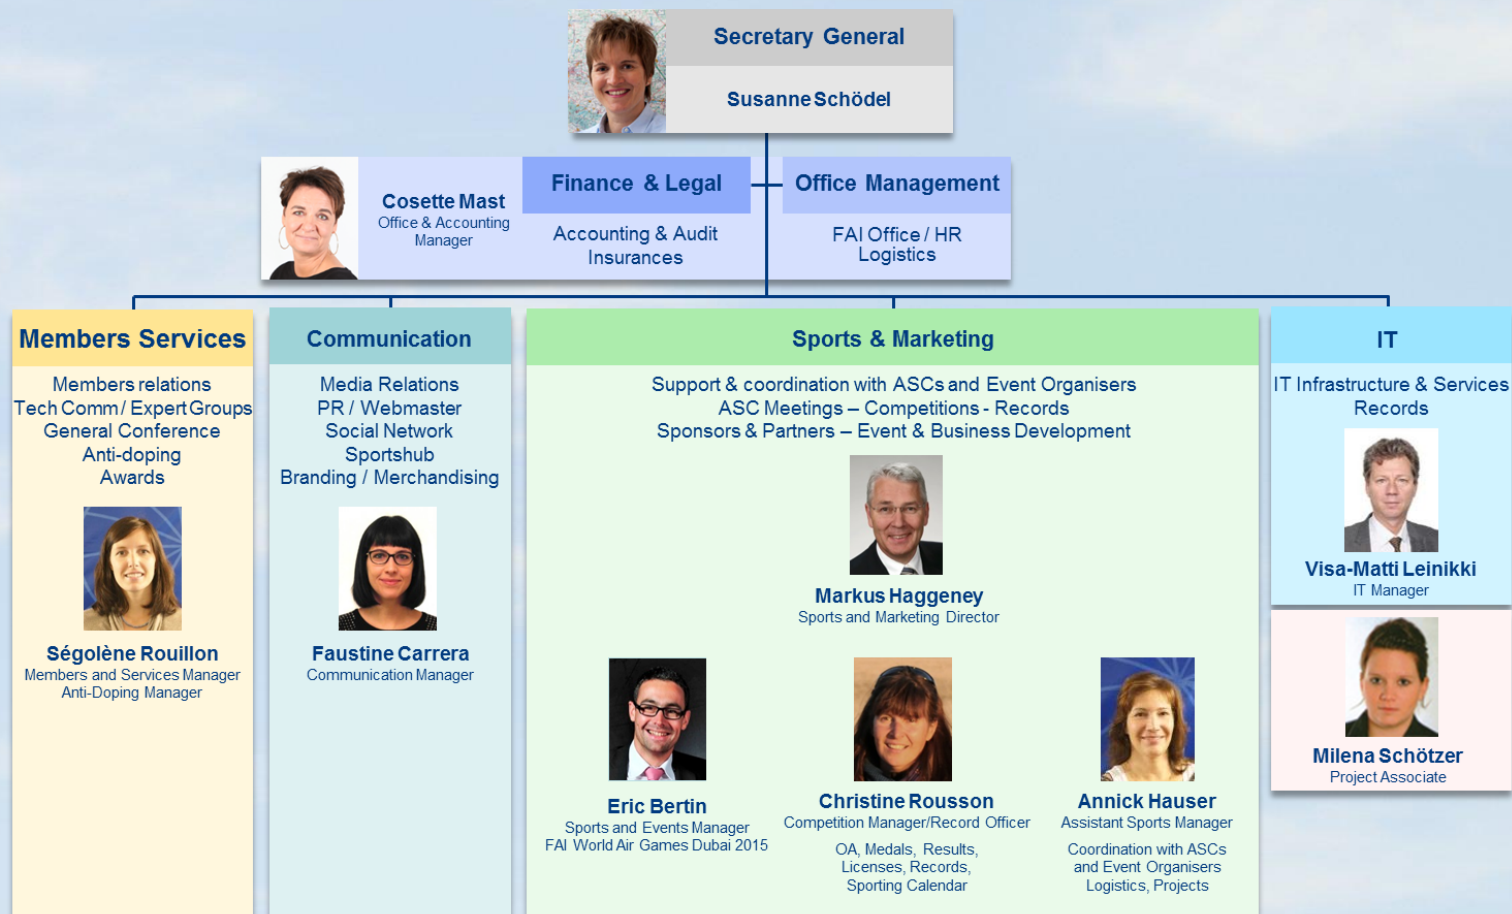 Secretary General
Susanne Schödel
Cosette Mast
Office & Accounting
Manager
Finance & Legal
Accounting & Audit
Insurances
Office Management
FAI Office / HR
Logistics
Members Services
Members relations
Tech Comm / Expert Groups
General Conference
Anti-doping
Awards
Ségolène Rouillon
Members and Services Manager
Anti-Doping Manager
Communication
Media Relations
PR / Webmaster
Social Network
Sportshub
Branding / Merchandising
Faustine Carrera
Communication Manager
Sports & Marketing
Support & coordination with ASCs and Event Organisers
ASC Meetings – Competitions - Records
Sponsors & Partners – Event & Business Development
Markus Haggeney
Sports and Marketing Director
Eric Bertin
Sports and Events Manager
FAI World Air Games Dubai 2015
Christine Rousson
Competition Manager/Record Officer
OA, Medals, Results,
Licenses, Records,
Sporting Calendar
Annick Hauser
Assistant Sports Manager
Coordination with ASCs
and Event Organisers
Logistics, Projects
IT
IT Infrastructure & Services
Records
Visa-Matti Leinikki
IT Manager
Milena Schötzer
Project Associate